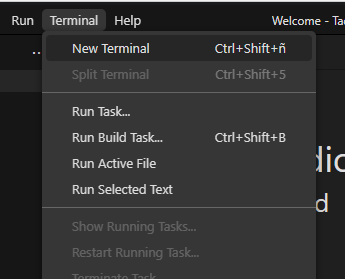 Run Terminal Help Welcome - Ta
...
New Terminal Ctrl+Shift+ñ
Split Terminal Ctrl+Shift+5
Run Task...
Run Build Task... Ctrl+Shift+B
Run Active File
Run Selected Text
Show Running Tasks...
Restart Running Task...
Terminate Task
dio
d